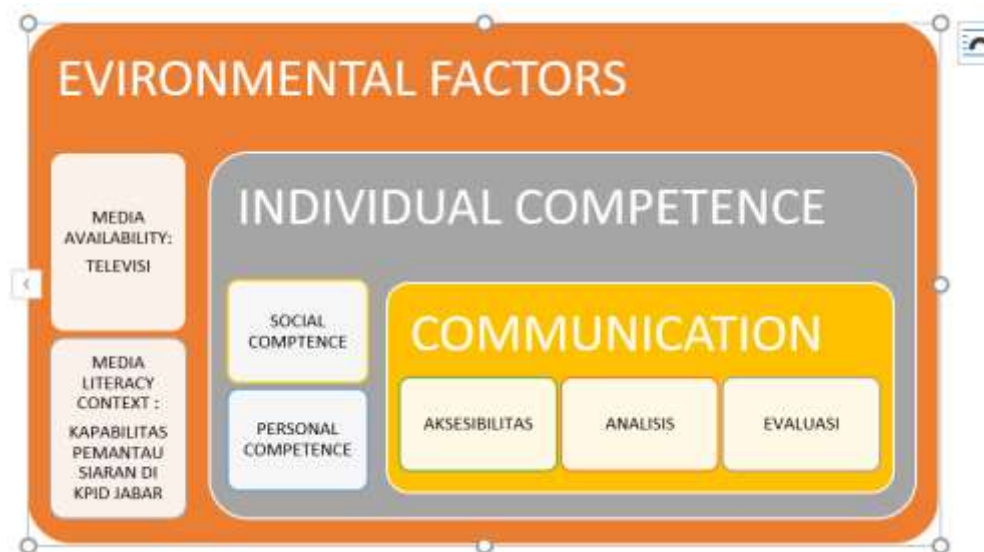 EVIRONMENTAL FACTORS
MEDIA
AVAILABILITY:
TELEVISI
MEDIA
LITERACY
CONTEXT :
KAPABILITAS
PEMANTAU
SIARAN DI
KPID JABAR
INDIVIDUAL COMPETENCE
SOCIAL
COMPTENCE
PERSONAL
COMPETENCE
COMMUNICATION
AKSESIBILITAS
ANALISIS
EVALUASI